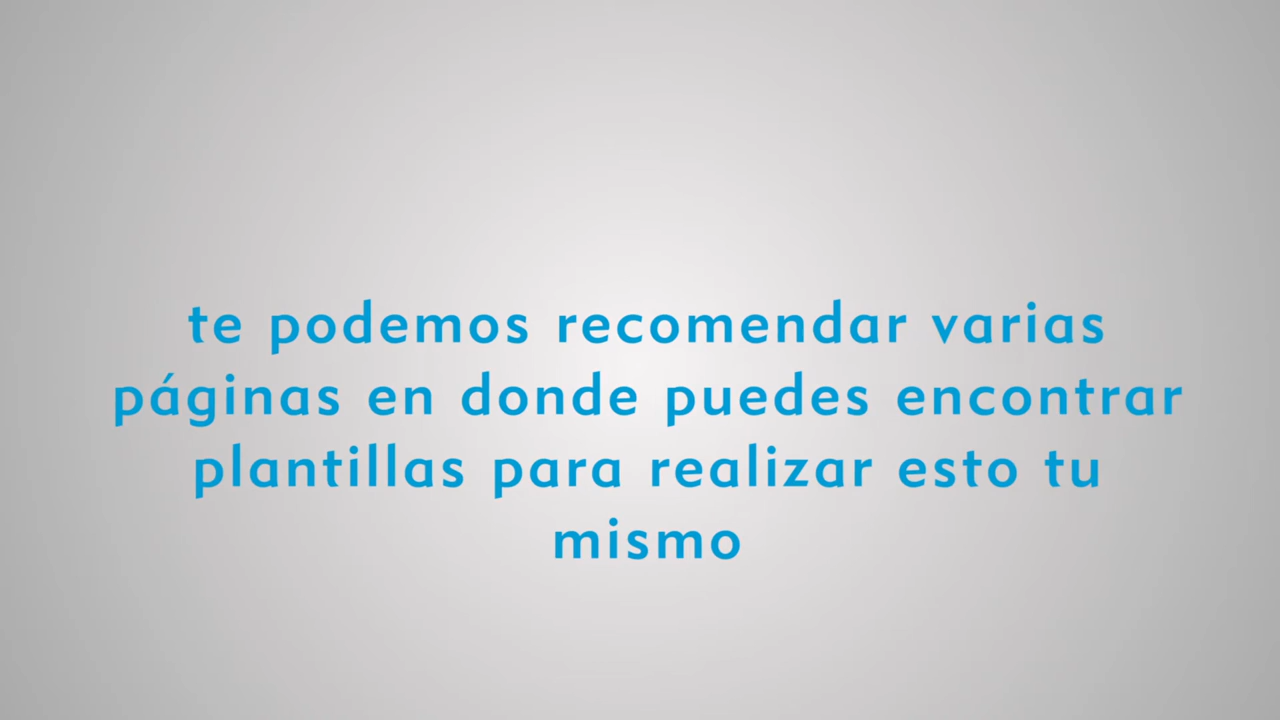 te podemos recomendar varias
páginas en donde puedes encontrar
plantillas para realizar esto tu
mismo